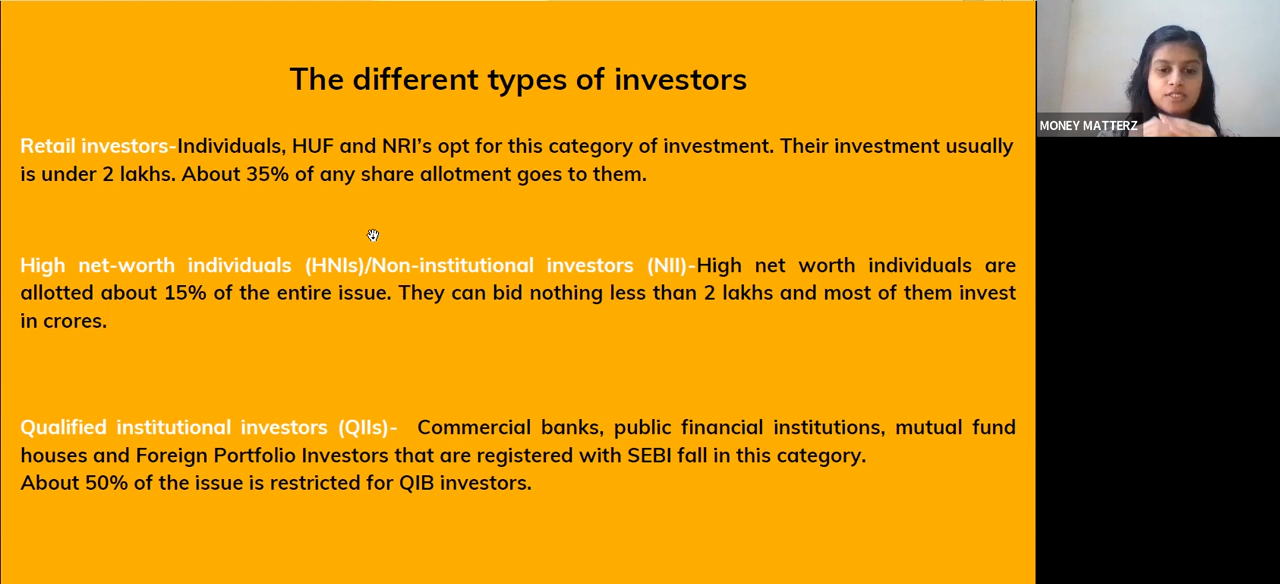 The different types of investors
Retail investors-Individuals, HUF and NRI’s opt for this category of investment. Their investment usually
is under 2 lakhs. About 35% of any share allotment goes to them.
High net-worth individuals (HNIs)/Non-institutional investors (NII)-High net worth individuals are
allotted about 15% of the entire issue. They can bid nothing less than 2 lakhs and most of them invest
in crores.
Qualified institutional investors (QIIs)- Commercial banks, public financial institutions, mutual fund
houses and Foreign Portfolio Investors that are registered with SEBI fall in this category.
About 50% of the issue is restricted for QIB investors.
MONEY MATTERZ